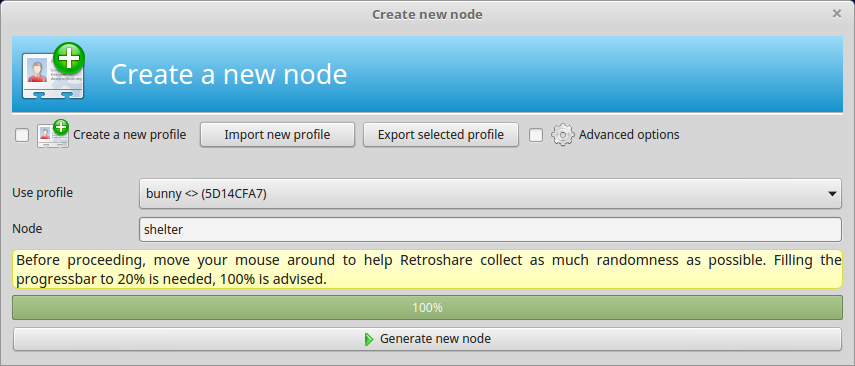 Create new node
Create a new node
Create a new profile Import new profile Export selected profile Advanced options
Use profile bunny <> (5D14CFA7)
Node shelter
Before proceeding, move your mouse around to help Retroshare collect as much randomness as possible. Filling the
progressbar to 20% is needed, 100% is advised.
100%
Generate new node